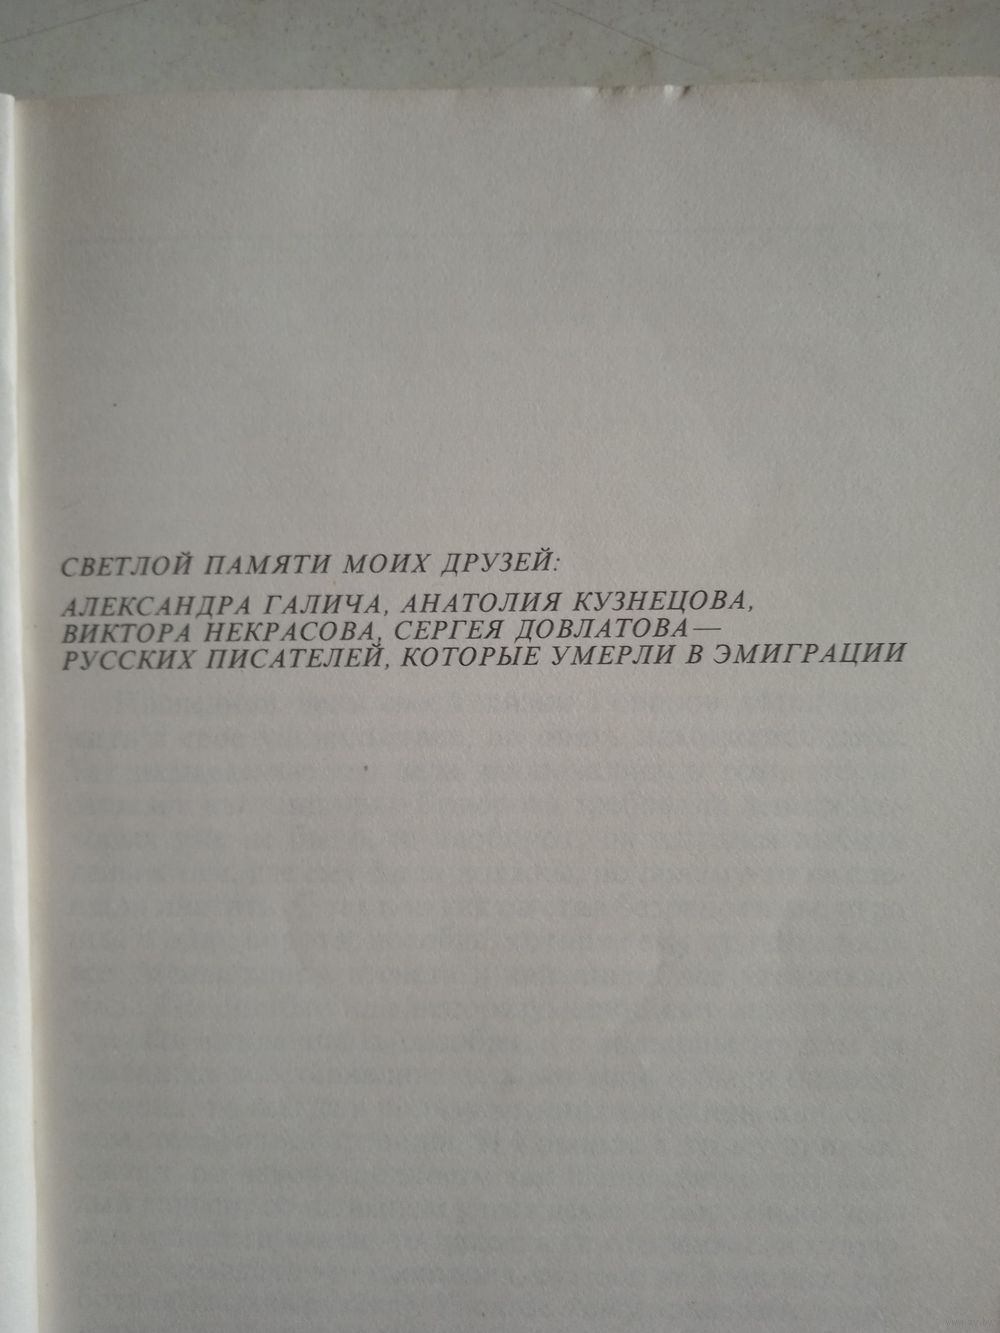 СВЕТЛОЙ ПАМЯТИ МОИХ ДРУЗЕЙ:
АЛЕКСАНДРА ГАЛИЧА, АНАТОЛИЯ КУЗНЕЦОВА,
ВИКТОРА НЕКРАСОВА, СЕРГЕЯ ДОВЛАТОВА —
РУССКИХ ПИСАТЕЛЕЙ, КОТОРЫЕ УМЕРЛИ В ЭМИГРАЦИИ